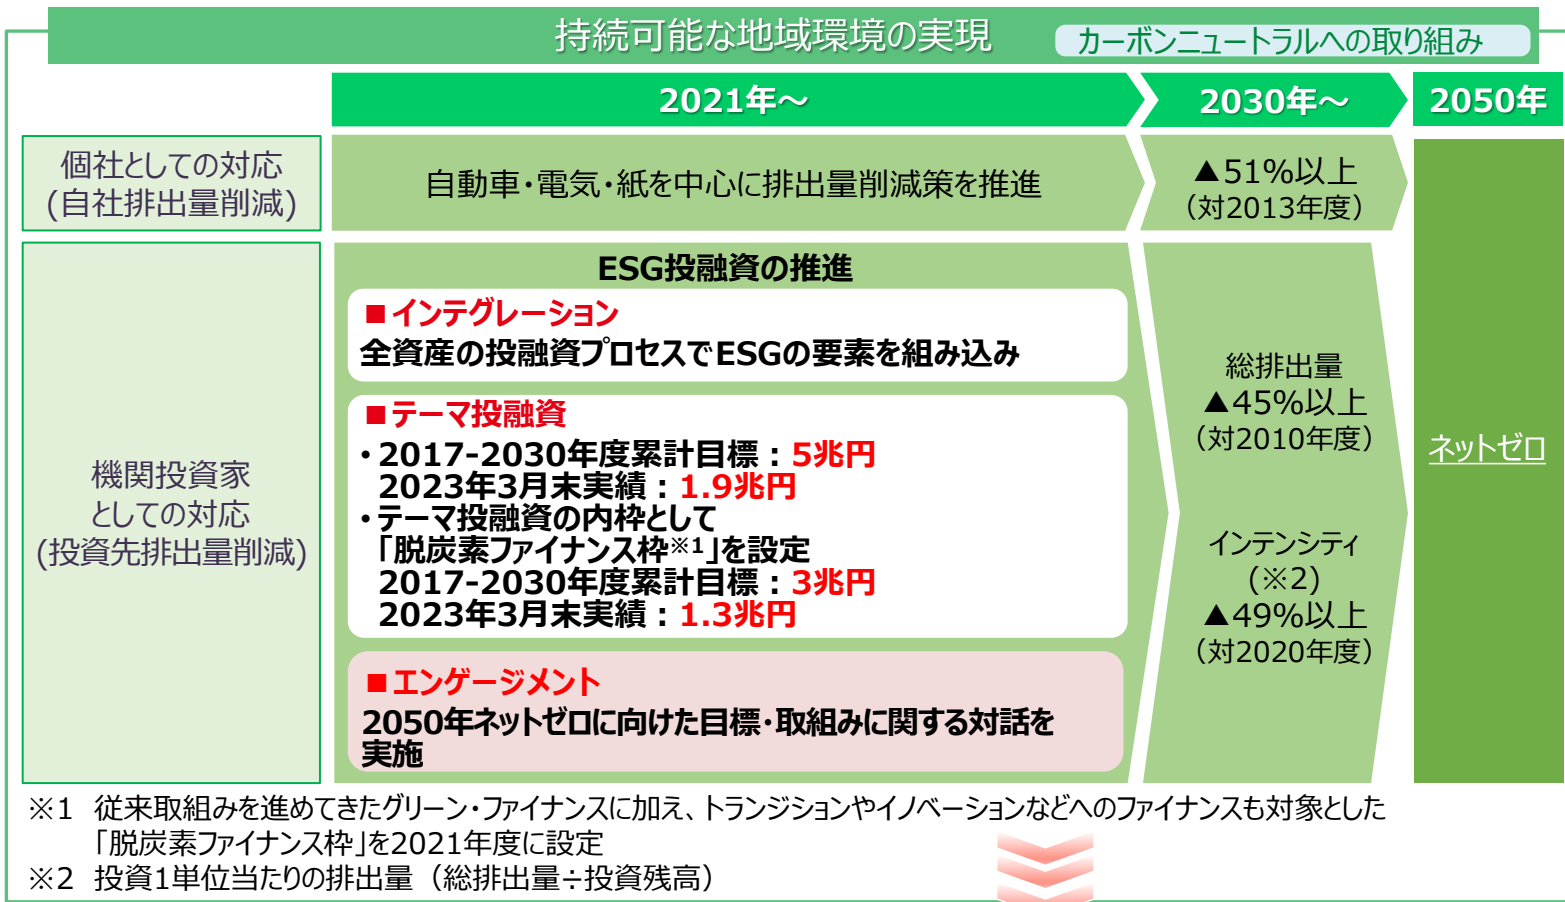 持続可能な地域環境の実現
カーボンニュートラルへの取り組み
2021年～
2030年～
2050年
個社としての対応
(自社排出量削減)
自動車・電気・紙を中心に排出量削減策を推進
▲51%以上
（対2013年度）
機関投資家
としての対応
(投資先排出量削減)
ESG投融資の推進
■インテグレーション
全資産の投融資プロセスでESGの要素を組み込み
■テーマ投融資
・2017-2030年度累計目標：5兆円
2023年3月末実績：1.9兆円
・テーマ投融資の内枠として
「脱炭素ファイナンス枠※1」を設定
2017-2030年度累計目標：3兆円
2023年3月末実績：1.3兆円
■エンゲージメント
2050年ネットゼロに向けた目標・取組みに関する対話を
実施
総排出量
▲45%以上
（対2010年度）
インテンシティ
(※2)
▲49%以上
（対2020年度）
ネットゼロ
※1 従来取組みを進めてきたグリーン・ファイナンスに加え、トランジションやイノベーションなどへのファイナンスも対象とした
「脱炭素ファイナンス枠」を2021年度に設定
※2 投資1単位当たりの排出量（総排出量÷投資残高）